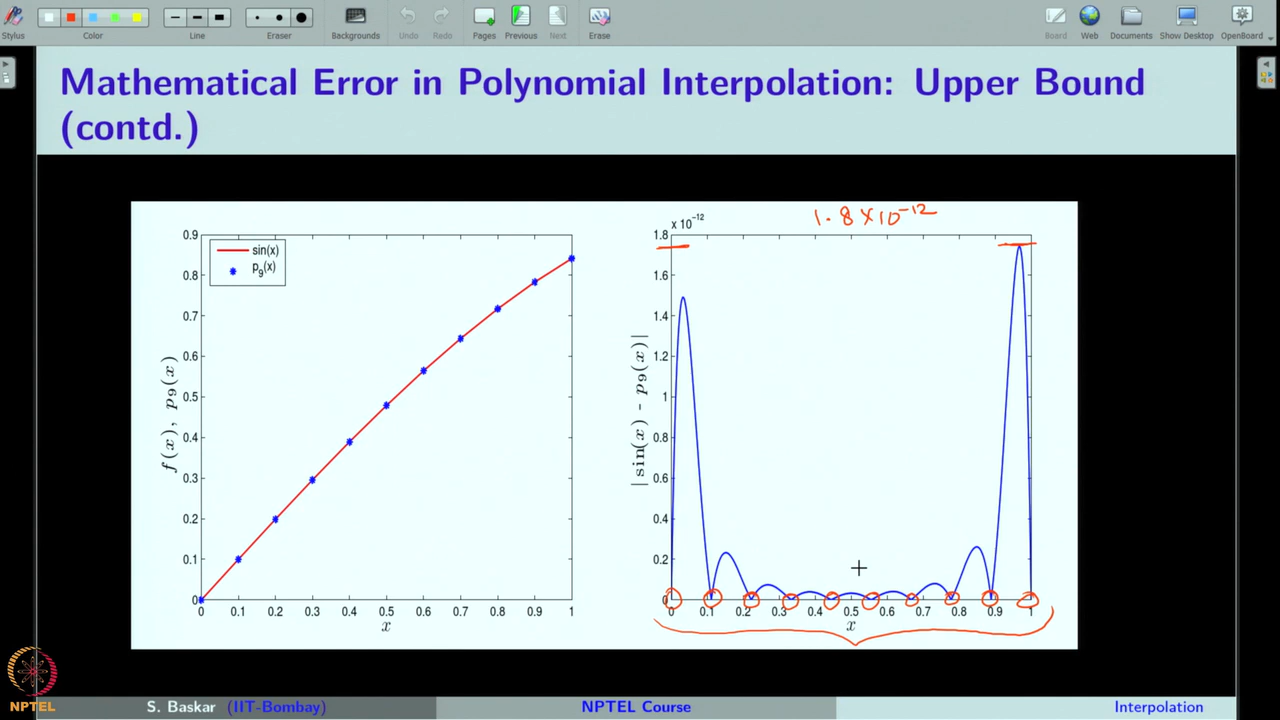 Stylus
Color
Line
Eraser
Backgrounds
Undo
Redo
Pages
Previous
Next
Erase
Board
Web
Documents
Show Desktop
OpenBoard
Mathematical Error in Polynomial Interpolation: Upper Bound
(contd.)
0.9
0.8
0.7
0.6
0.5
0.4
0.3
0.2
0.1
0
sin(x)
p9(x)
f(x), p9(x)
0 0.1 0.2 0.3 0.4 0.5 0.6 0.7 0.8 0.9 1
x
1.8×10^-12
x 10^-12
1.8
1.6
1.4
1.2
1
0.8
0.6
0.4
0.2
0
| sin(x) - p9(x)|
0 0.1 0.2 0.3 0.4 0.5 0.6 0.7 0.8 0.9 1
x
NPTEL
S. Baskar (IIT-Bombay)
NPTEL Course
Interpolation